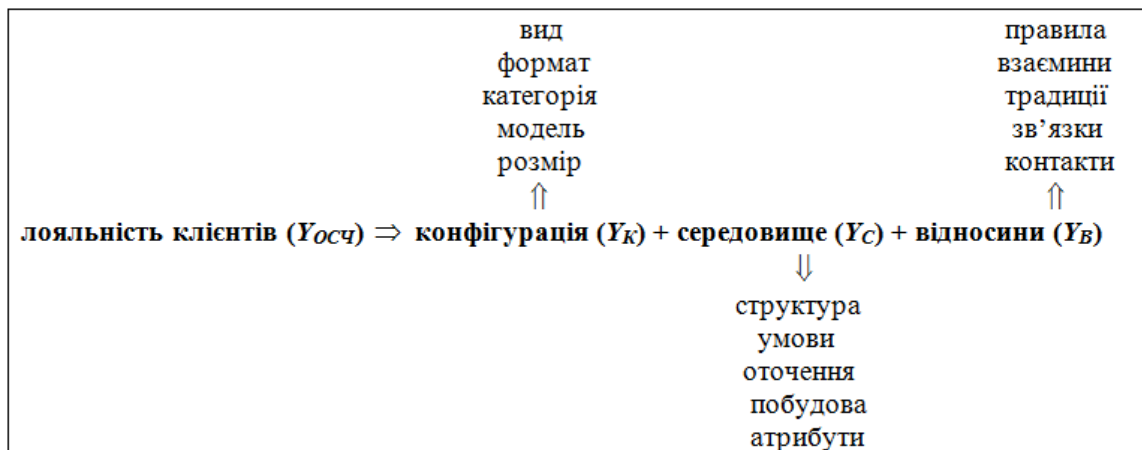 вид
формат
категорія
модель
розмір
правила
взаємини
традиції
зв’язки
контакти
⇑ ⇑
лояльність клієнтів (YОСЧ) ⇒ конфігурація (YК) + середовище (YС) + відносини (YВ)
⇓
структура
умови
оточення
побудова
атрибути